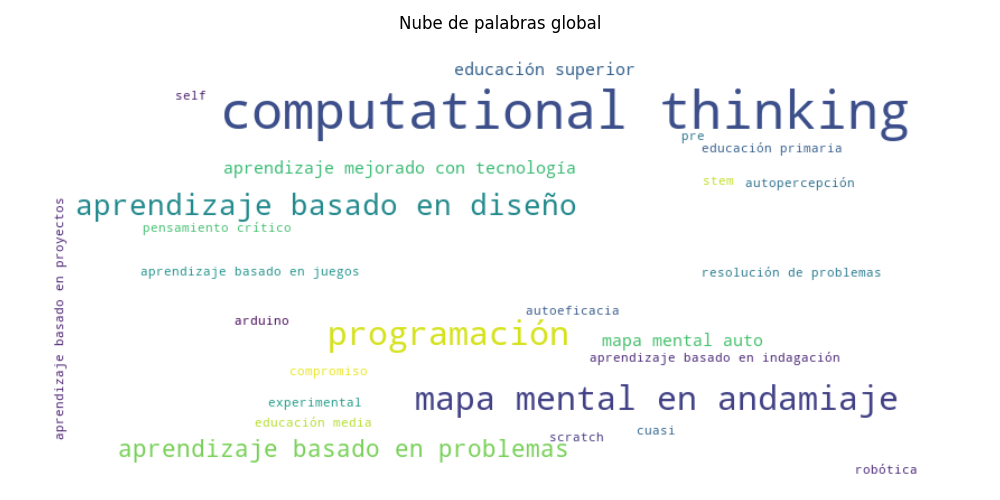 Nube de palabras global
educación superior
self
computational thinking
pre
educación primaria
aprendizaje mejorado con tecnología
stem
autopercepción
aprendizaje basado en diseño
pensamiento crítico
aprendizaje basado en juegos
resolución de problemas
aprendizaje basado en proyectos
autoeficacia
arduino
programación
mapa mental auto
aprendizaje basado en indagación
compromiso
mapa mental en andamiaje
experimental
educación media
cuasi
scratch
aprendizaje basado en problemas
robótica